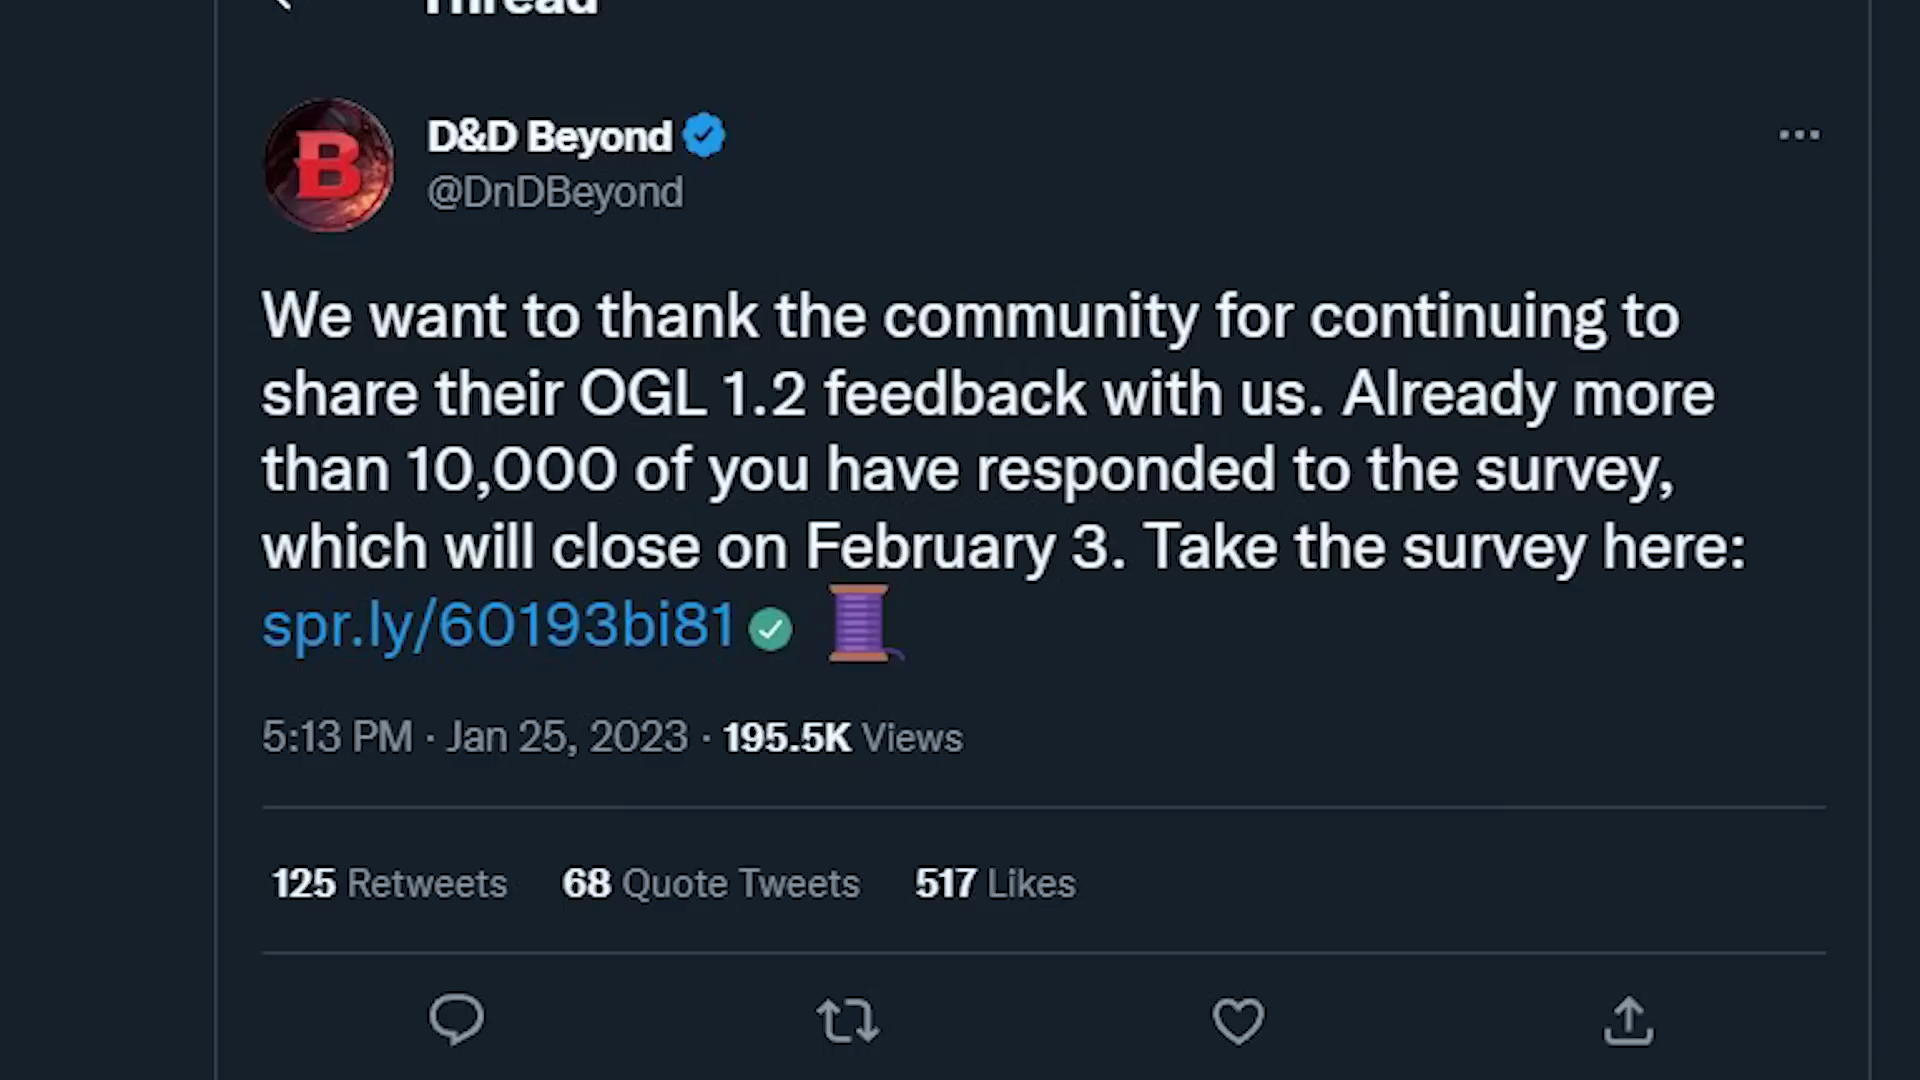 Thread
D&D Beyond
@DnDBeyond
We want to thank the community for continuing to
share their OGL 1.2 feedback with us. Already more
than 10,000 of you have responded to the survey,
which will close on February 3. Take the survey here:
spr.ly/60193bi81
5:13 PM · Jan 25, 2023 · 195.5K Views
125 Retweets 68 Quote Tweets 517 Likes